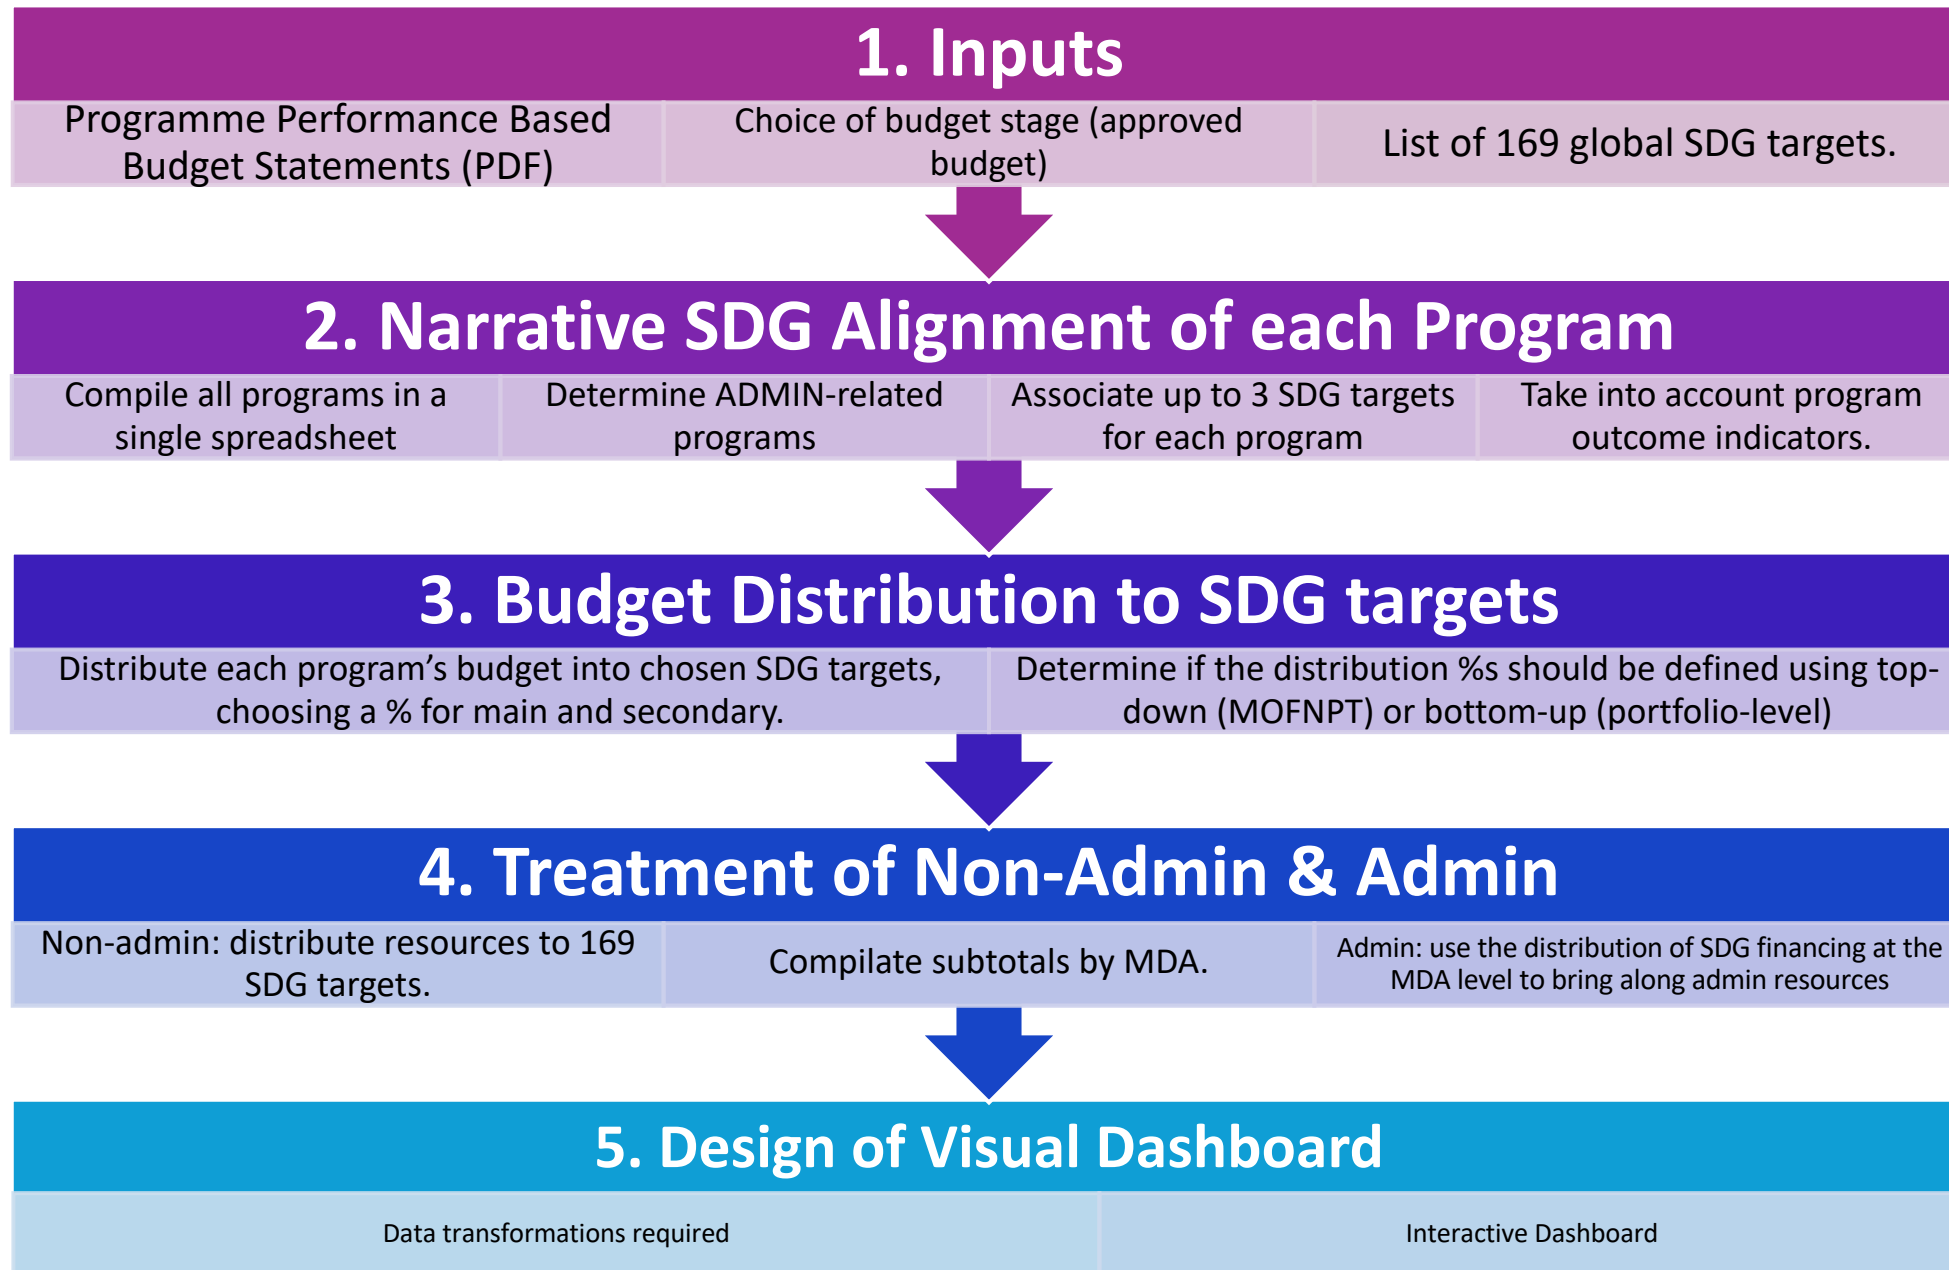 1. Inputs
Programme Performance Based
Budget Statements (PDF)
Choice of budget stage (approved
budget)
List of 169 global SDG targets.
2. Narrative SDG Alignment of each Program
Compile all programs in a
single spreadsheet
Determine ADMIN-related
programs
Associate up to 3 SDG targets
for each program
Take into account program
outcome indicators.
3. Budget Distribution to SDG targets
Distribute each program’s budget into chosen SDG targets,
choosing a % for main and secondary.
Determine if the distribution %s should be defined using top-
down (MOFNPT) or bottom-up (portfolio-level)
4. Treatment of Non-Admin & Admin
Non-admin: distribute resources to 169
SDG targets.
Compilate subtotals by MDA.
Admin: use the distribution of SDG financing at the
MDA level to bring along admin resources
5. Design of Visual Dashboard
Data transformations required
Interactive Dashboard